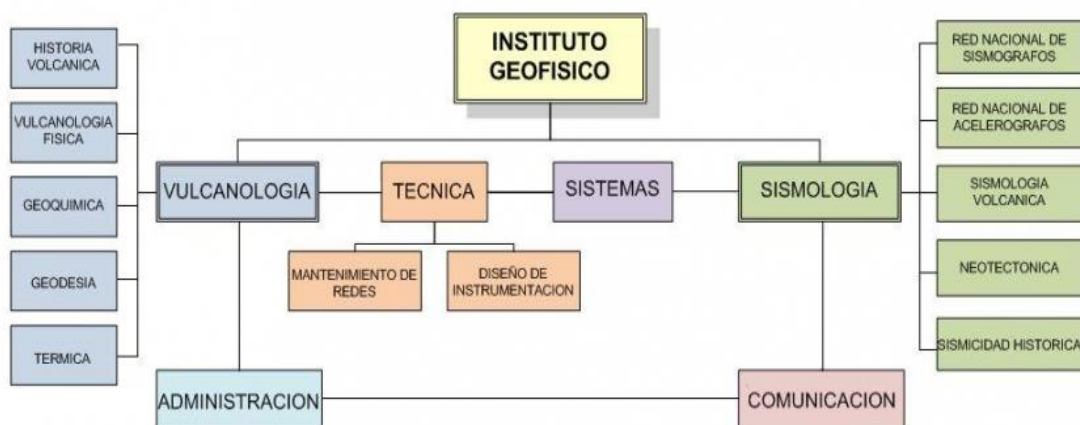 INSTITUTO
GEOFISICO
HISTORIA
VOLCANICA
VULCANOLOGIA
FISICA
GEOQUIMICA
GEODESIA
TERMICA
VULCANOLOGIA
TECNICA
SISTEMAS
SISMOLOGIA
MANTENIMIENTO DE
REDES
DISEÑO DE
INSTRUMENTACION
ADMINISTRACION
COMUNICACION
RED NACIONAL DE
SISMOGRAFOS
RED NACIONAL DE
ACELEROGRAFOS
SISMOLOGIA
VOLCANICA
NEOTECTONICA
SISMICIDAD HISTORICA